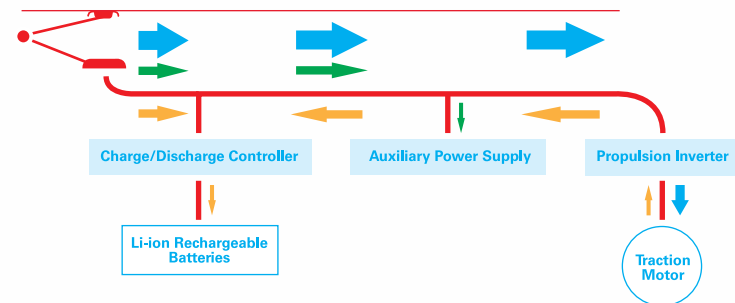 Charge/Discharge Controller
Auxiliary Power Supply
Propulsion Inverter
Li-ion Rechargeable
Batteries
Traction
Motor